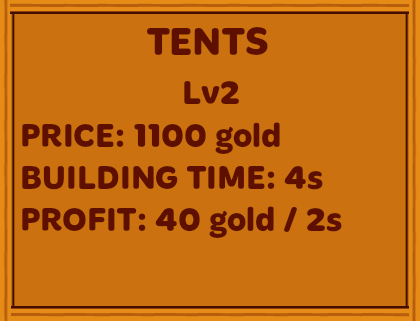 TENTS
Lv2
PRICE: 1100 gold
BUILDING TIME: 4s
PROFIT: 40 gold / 2s